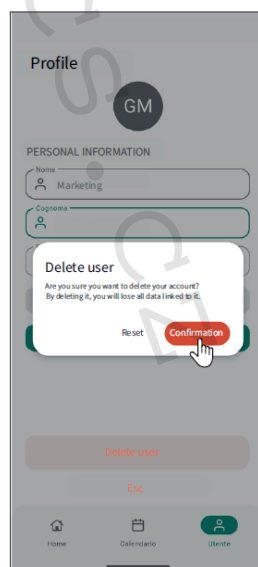 Profile
GM
PERSONAL INFORMATION
Nome
Marketing
Cognome
Delete user
Are you sure you want to delete your account?
By deleting it, you will lose all data linked to it.
Reset
Confirmation
Delete user
Esc
Home
Calendario
Utente